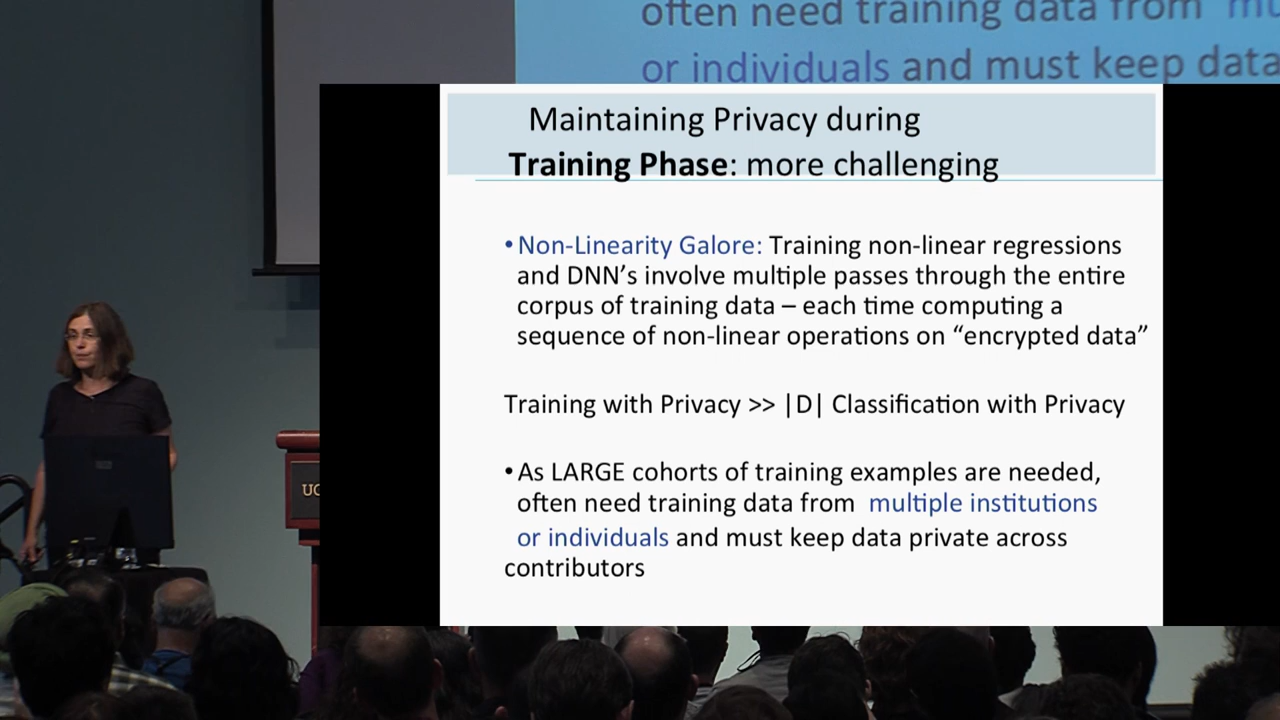 often need training data from mu
or individuals and must keep data
Maintaining Privacy during
Training Phase: more challenging
• Non-Linearity Galore: Training non-linear regressions
and DNN’s involve multiple passes through the entire
corpus of training data – each time computing a
sequence of non-linear operations on “encrypted data”
Training with Privacy >> |D| Classification with Privacy
• As LARGE cohorts of training examples are needed,
often need training data from multiple institutions
or individuals and must keep data private across
contributors
UC